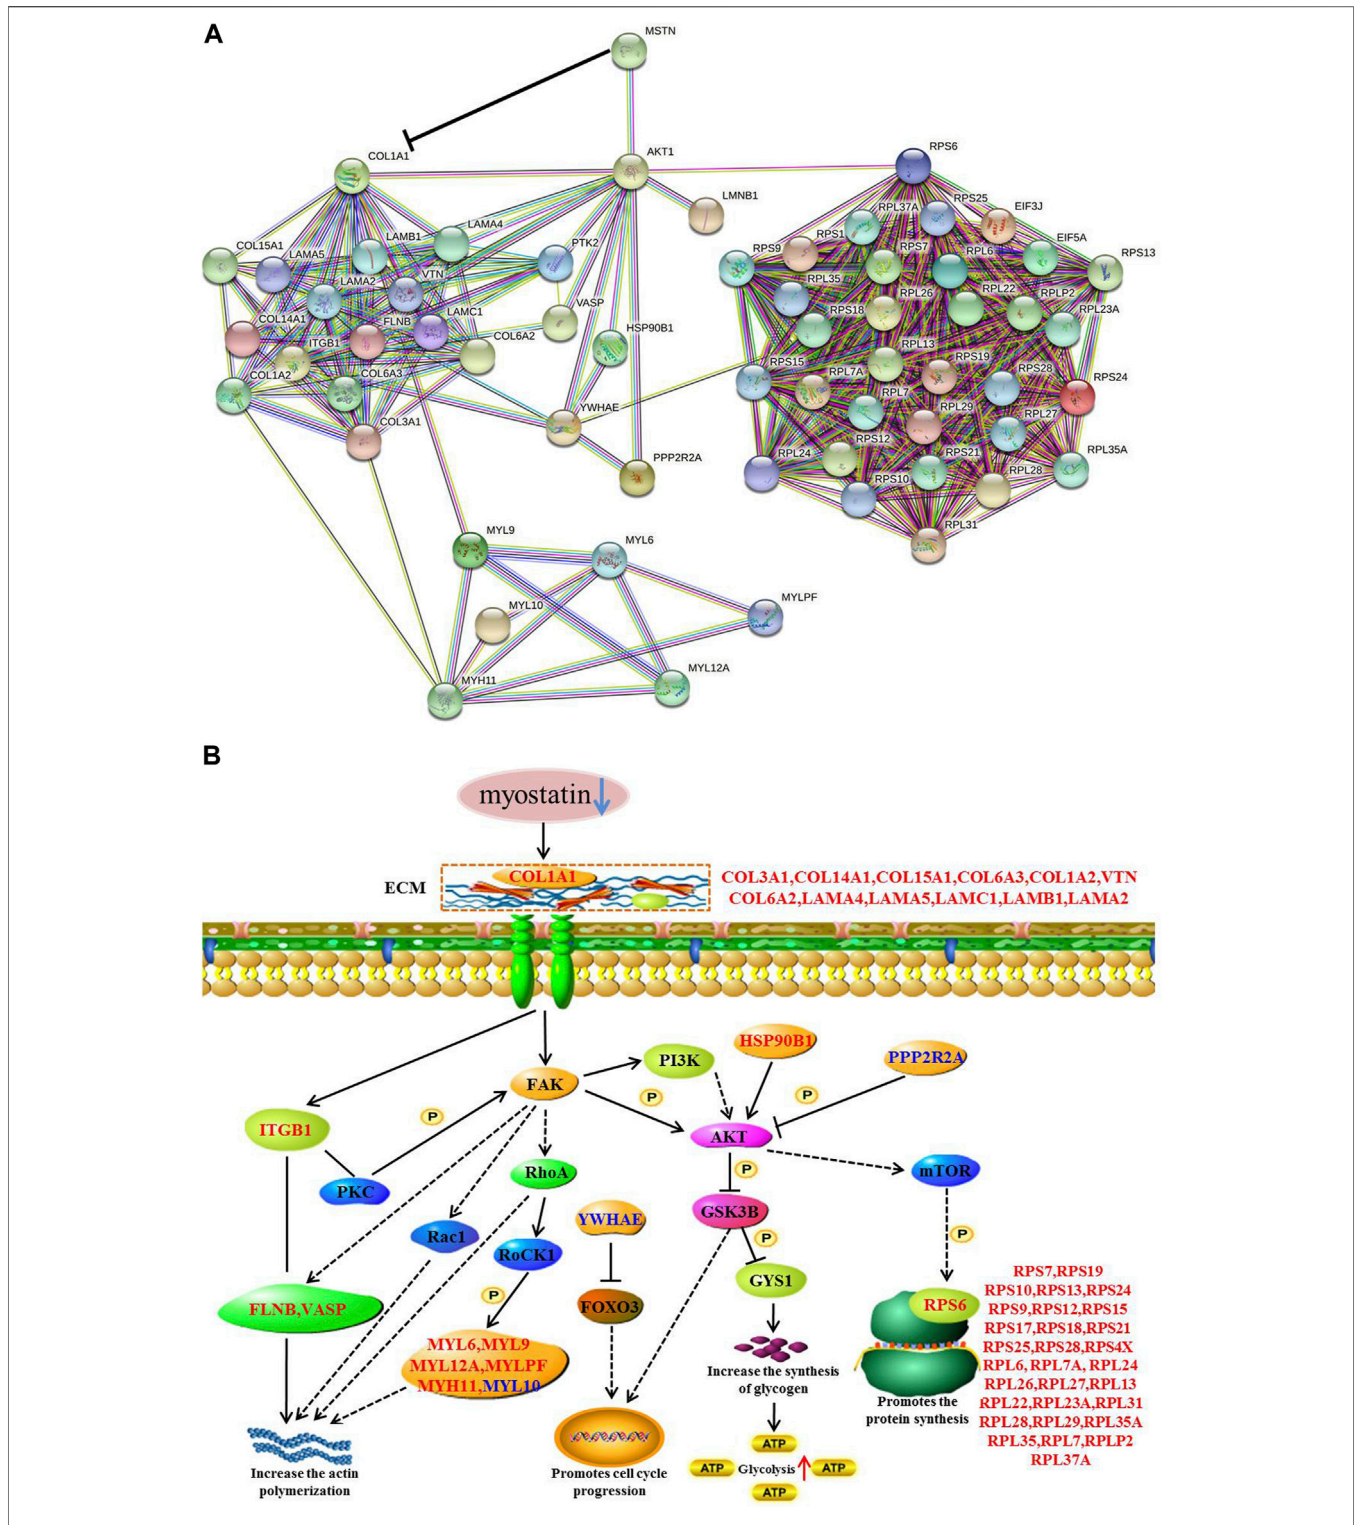 A
MSTN
COL1A1
AKT1
RPS6
LMNB1
RPL37A
RPS25
EIF3J
LAMA4
LAMB1
RPS1
COL15A1
LAMA5
PTK2
RPS9
RPS7
RPL6
EIF5A
RPS13
LAMA2
VTN
RPL35
RPL26
RPL22
RPLP2
COL14A1
FLNB
LAMC1
VASP
RPS18
RPL23A
ITGB1
COL6A2
HSP90B1
RPL13
COL1A2
COL6A3
RPS15
RPL7A
RPS19
RPS28
RPS24
RPL7
RPL29
RPL27
COL3A1
YWHAE
RPS12
PPP2R2A
RPL24
RPS21
RPL28
RPL35A
RPS10
RPL31
MYL9
MYL6
MYL10
MYLPF
MYL12A
MYH11
B
myostatin
ECM
COL1A1
COL3A1,COL14A1,COL15A1,COL6A3,COL1A2,VTN
COL6A2,LAMA4,LAMA5,LAMC1,LAMB1,LAMA2
HSP90B1
PI3K
PPP2R2A
FAK
P
P
P
ITGB1
AKT
PKC
RhoA
P
mTOR
YWHAE
GSK3B
Rac1
RoCK1
P
P
GYS1
P
FLNB,VASP
FOXO3
RPS6
MYL6,MYL9
MYL12A,MYLPF
MYH11,MYL10
Increase the synthesis
of glycogen
Promotes the
protein synthesis
RPS7,RPS19
RPS10,RPS13,RPS24
RPS9,RPS12,RPS15
RPS17,RPS18,RPS21
RPS25,RPS28,RPS4X
RPL6, RPL7A, RPL24
RPL26,RPL27,RPL13
RPL22,RPL23A,RPL31
RPL28,RPL29,RPL35A
RPL35,RPL7,RPLP2
RPL37A
Increase the actin
polymerization
Promotes cell cycle
progression
ATP
ATP
Glycolysis
ATP
ATP